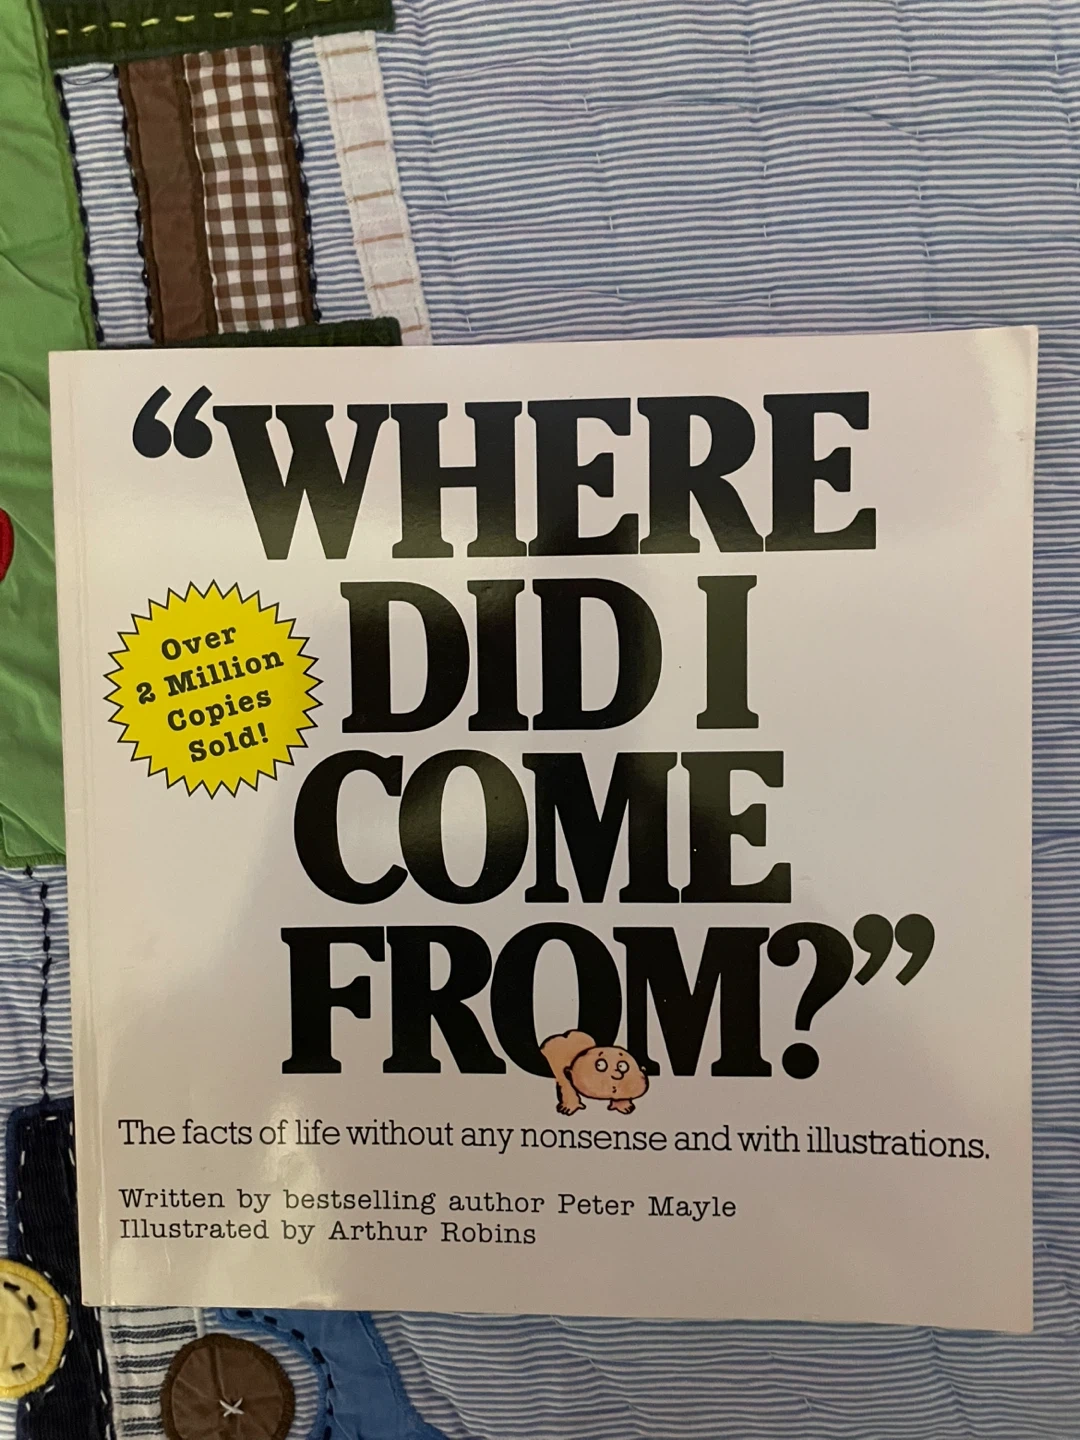 “WHERE
DID I
COME
FROM?”
Over
2 Million
Copies
Sold!
The facts of life without any nonsense and with illustrations.
Written by bestselling author Peter Mayle
Illustrated by Arthur Robins